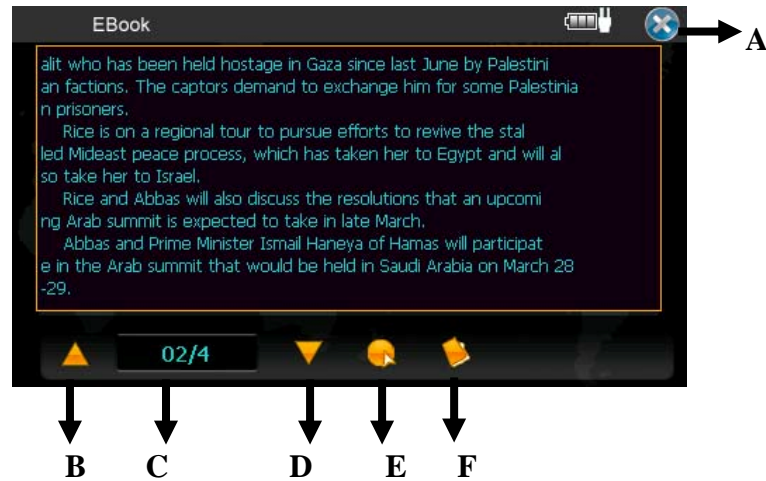 EBook
A
alit who has been held hostage in Gaza since last June by Palestini
an factions. The captors demand to exchange him for some Palestinia
n prisoners.
Rice is on a regional tour to pursue efforts to revive the stal
led Mideast peace process, which has taken her to Egypt and will al
so take her to Israel.
Rice and Abbas will also discuss the resolutions that an upcomi
ng Arab summit is expected to take in late March.
Abbas and Prime Minister Ismail Haneya of Hamas will participat
e in the Arab summit that would be held in Saudi Arabia on March 28
-29.
02/4
B C D E F